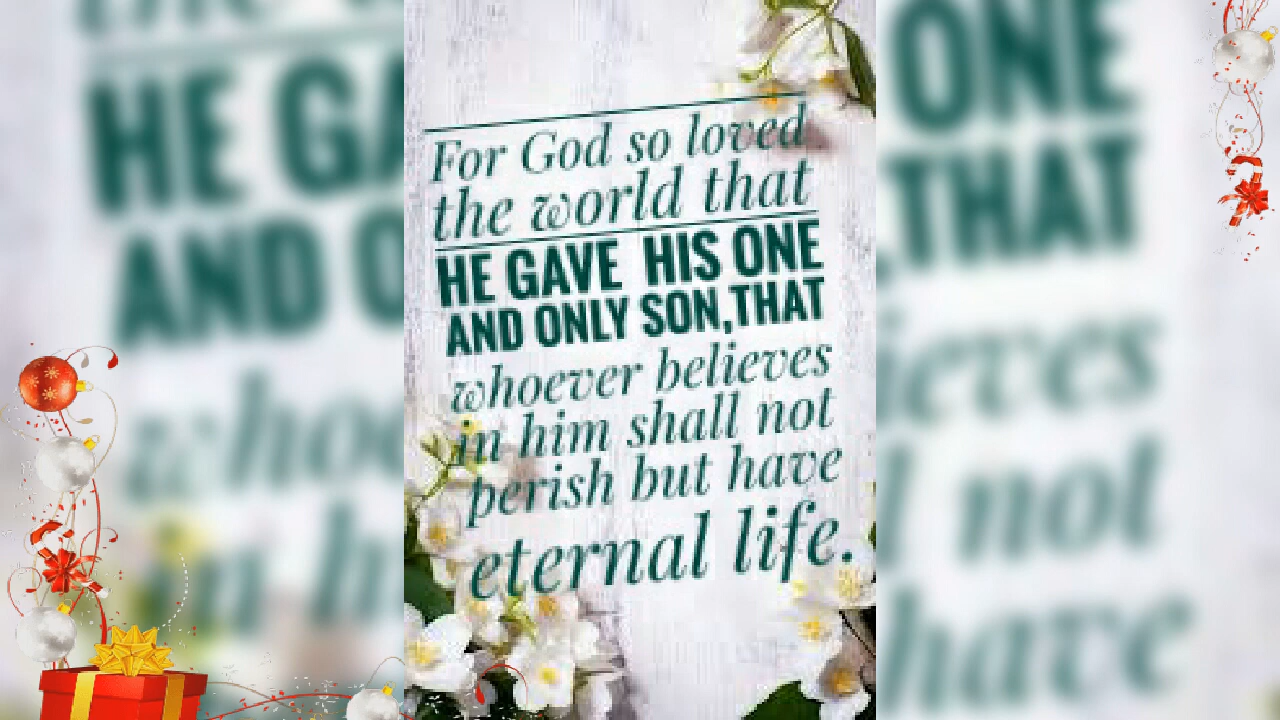 For God so loved
the world that
HE GAVE HIS ONE
AND ONLY SON,THAT
whoever believes
in him shall not
perish but have
eternal life.